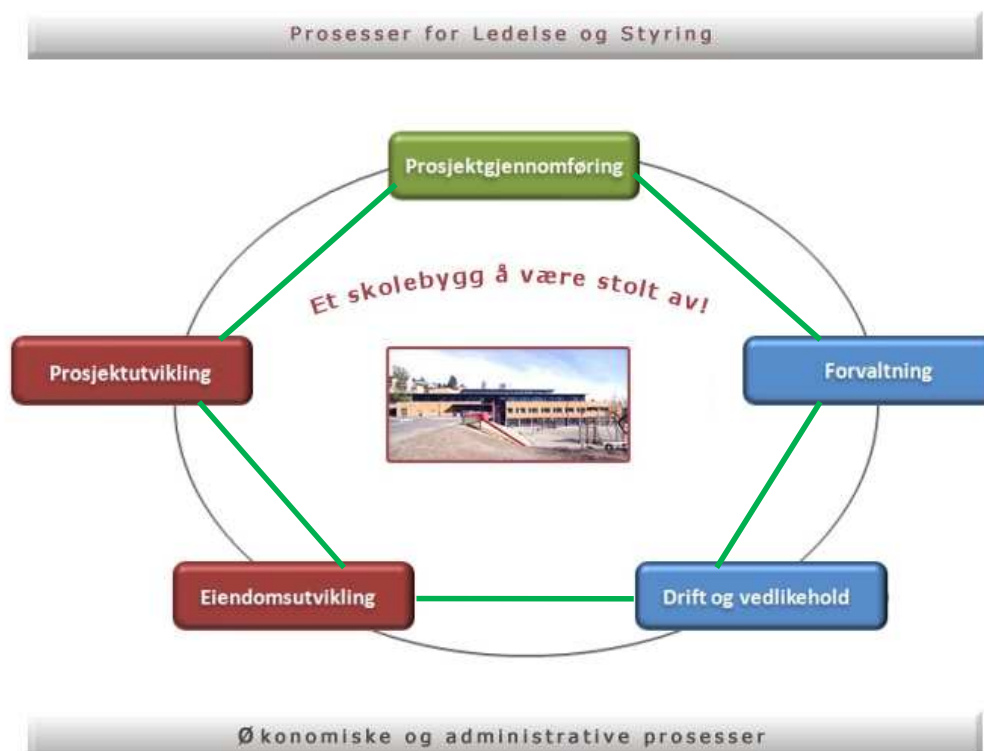 Prosesser for Ledelse og Styring
Prosjektgjennomføring
Et skolebygg å være stolt av!
Prosjektutvikling
Forvaltning
Eiendomsutvikling
Drift og vedlikehold
Økonomiske og administrative prosesser